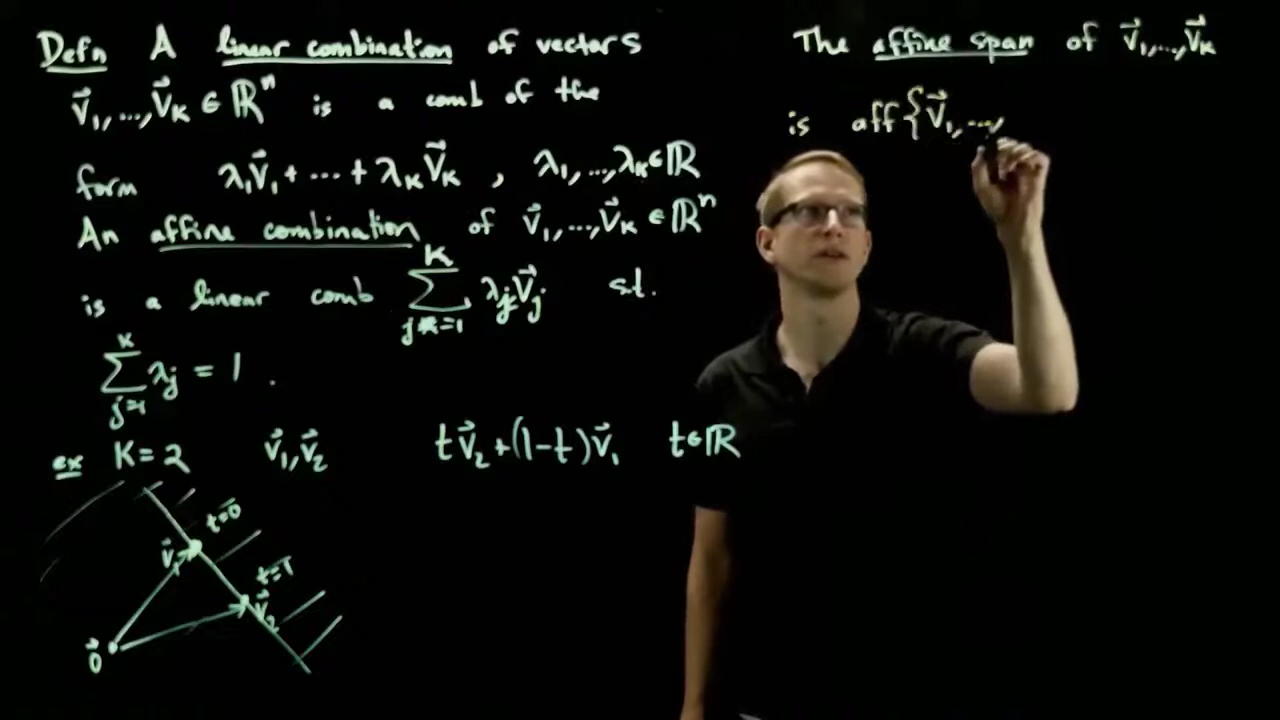 Defn A linear combination of vectors
v⃗₁,...,v⃗ₖ ∈ ℝⁿ is a comb of the
form λ₁v⃗₁ + ... + λₖv⃗ₖ , λ₁,...,λₖ ∈ ℝ
An affine combination of v⃗₁,...,v⃗ₖ ∈ ℝⁿ
is a linear comb ∑ⱼ₌₁ᴷ λⱼv⃗ⱼ s.t.
∑ⱼ₌₁ᴷ λⱼ = 1 .
ex K=2 v⃗₁,v⃗₂ tv⃗₂+(1-t)v⃗₁ t∈ℝ
t=0
v⃗₁
t=1
v⃗₂
0⃗
The affine span of v⃗₁,...,v⃗ₖ
is aff{v⃗₁,...,